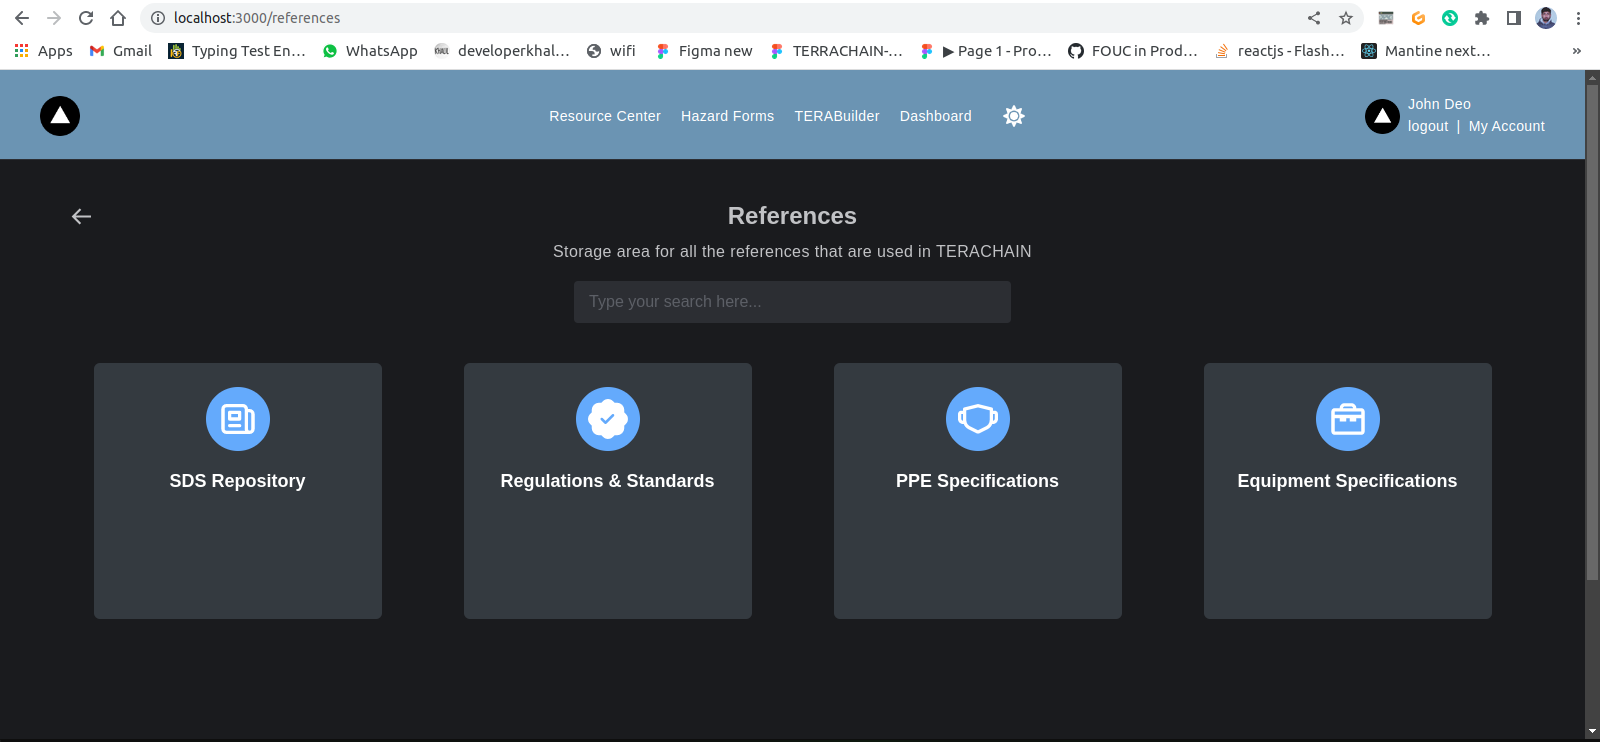 localhost:3000/references
Apps Gmail Typing Test En... WhatsApp developerkhal... wifi Figma new TERRACHAIN-... ▶ Page 1 - Pro... FOUC in Prod... reactjs - Flash... Mantine next... »
Resource Center Hazard Forms TERABuilder Dashboard
John Deo
logout | My Account
References
Storage area for all the references that are used in TERACHAIN
Type your search here...
SDS Repository Regulations & Standards PPE Specifications Equipment Specifications